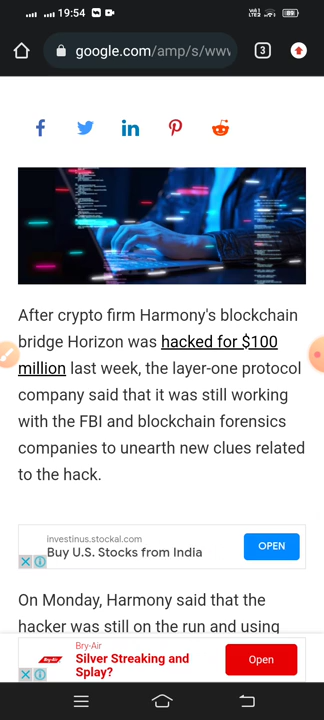 19:54
3
google.com/amp/s/www
After crypto firm Harmony's blockchain
bridge Horizon was hacked for $100
million last week, the layer-one protocol
company said that it was still working
with the FBI and blockchain forensics
companies to unearth new clues related
to the hack.
investinus.stockal.com
Buy U.S. Stocks from India
OPEN
On Monday, Harmony said that the
hacker was still on the run and using
Bry-Air
Silver Streaking and
Splay?
Open